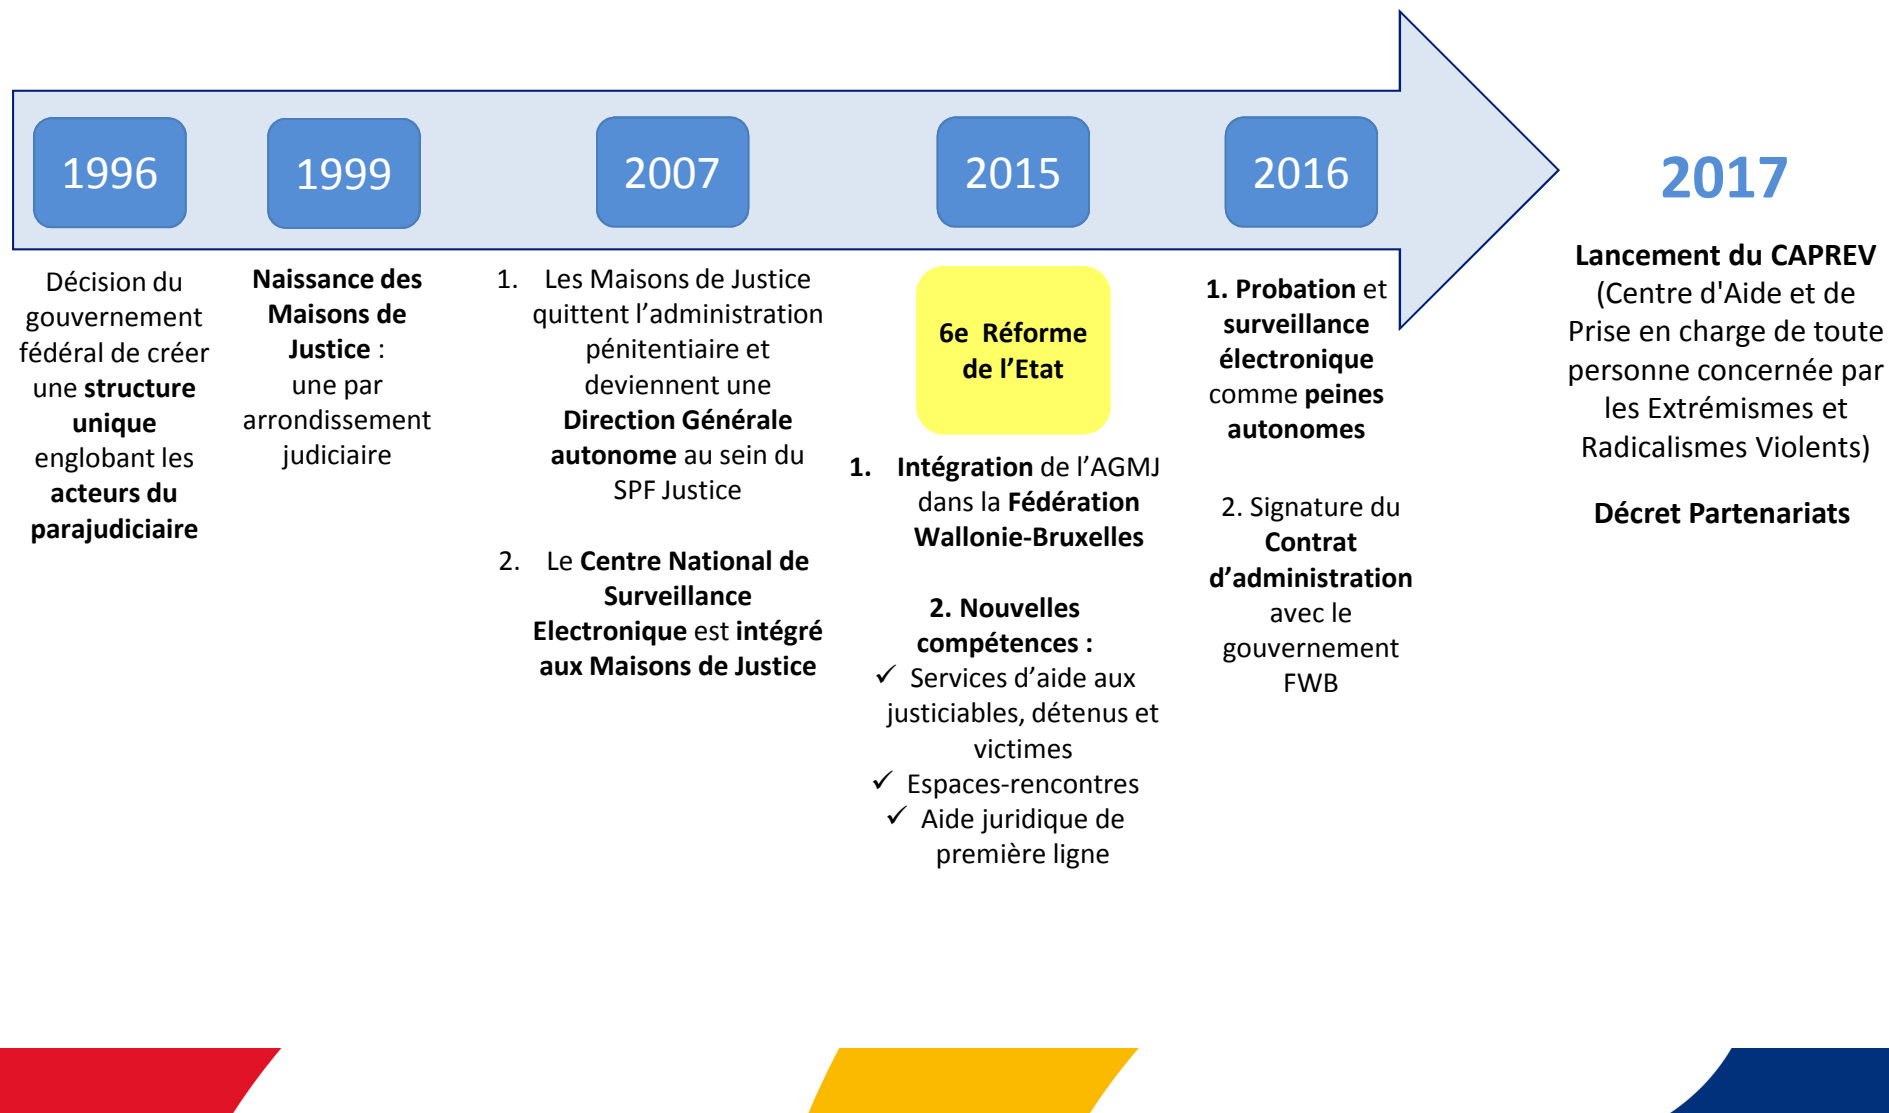 1996
Décision du
gouvernement
fédéral de créer
une structure
unique
englobant les
acteurs du
parajudiciaire
1999
Naissance des
Maisons de
Justice :
une par
arrondissement
judiciaire
2007
1. Les Maisons de Justice
quittent l’administration
pénitentiaire et
deviennent une
Direction Générale
autonome au sein du
SPF Justice
2. Le Centre National de
Surveillance
Electronique est intégré
aux Maisons de Justice
2015
6e Réforme
de l’Etat
1. Intégration de l’AGMJ
dans la Fédération
Wallonie-Bruxelles
2. Nouvelles
compétences :
✓ Services d’aide aux
justiciables, détenus et
victimes
✓ Espaces-rencontres
✓ Aide juridique de
première ligne
2016
1. Probation et
surveillance
électronique
comme peines
autonomes
2. Signature du
Contrat
d’administration
avec le
gouvernement
FWB
2017
Lancement du CAPREV
(Centre d'Aide et de
Prise en charge de toute
personne concernée par
les Extrémismes et
Radicalismes Violents)
Décret Partenariats